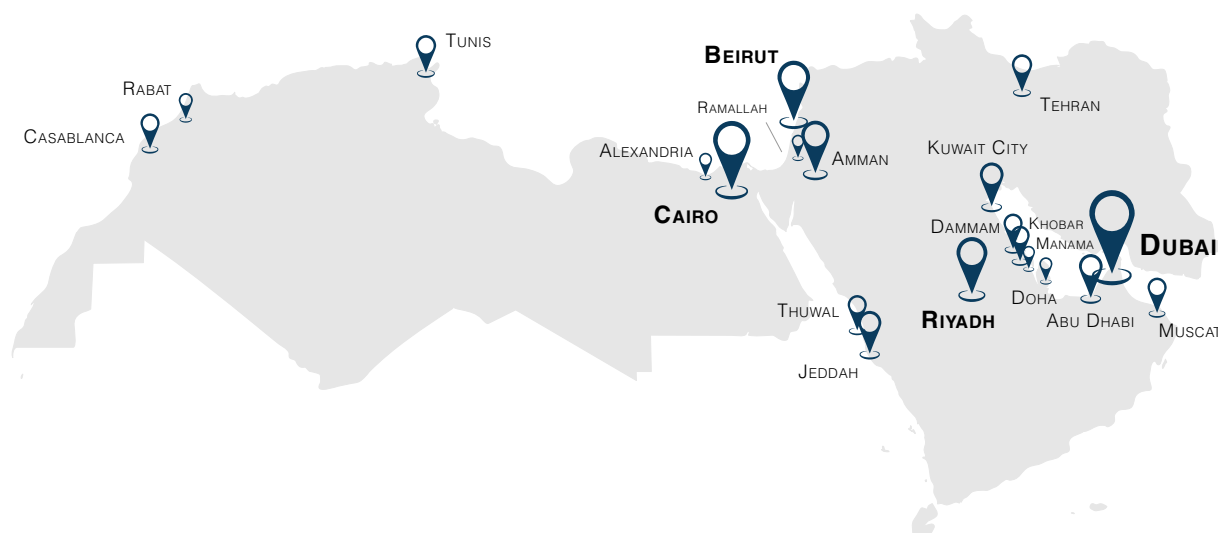 Tunis
Beirut
Rabat
Tehran
Ramallah
Casablanca
Alexandria
Kuwait City
Amman
Cairo
Dammam
Khobar
Manama
Dubai
Doha
Thuwal
Riyadh
Abu Dhabi
Muscat
Jeddah